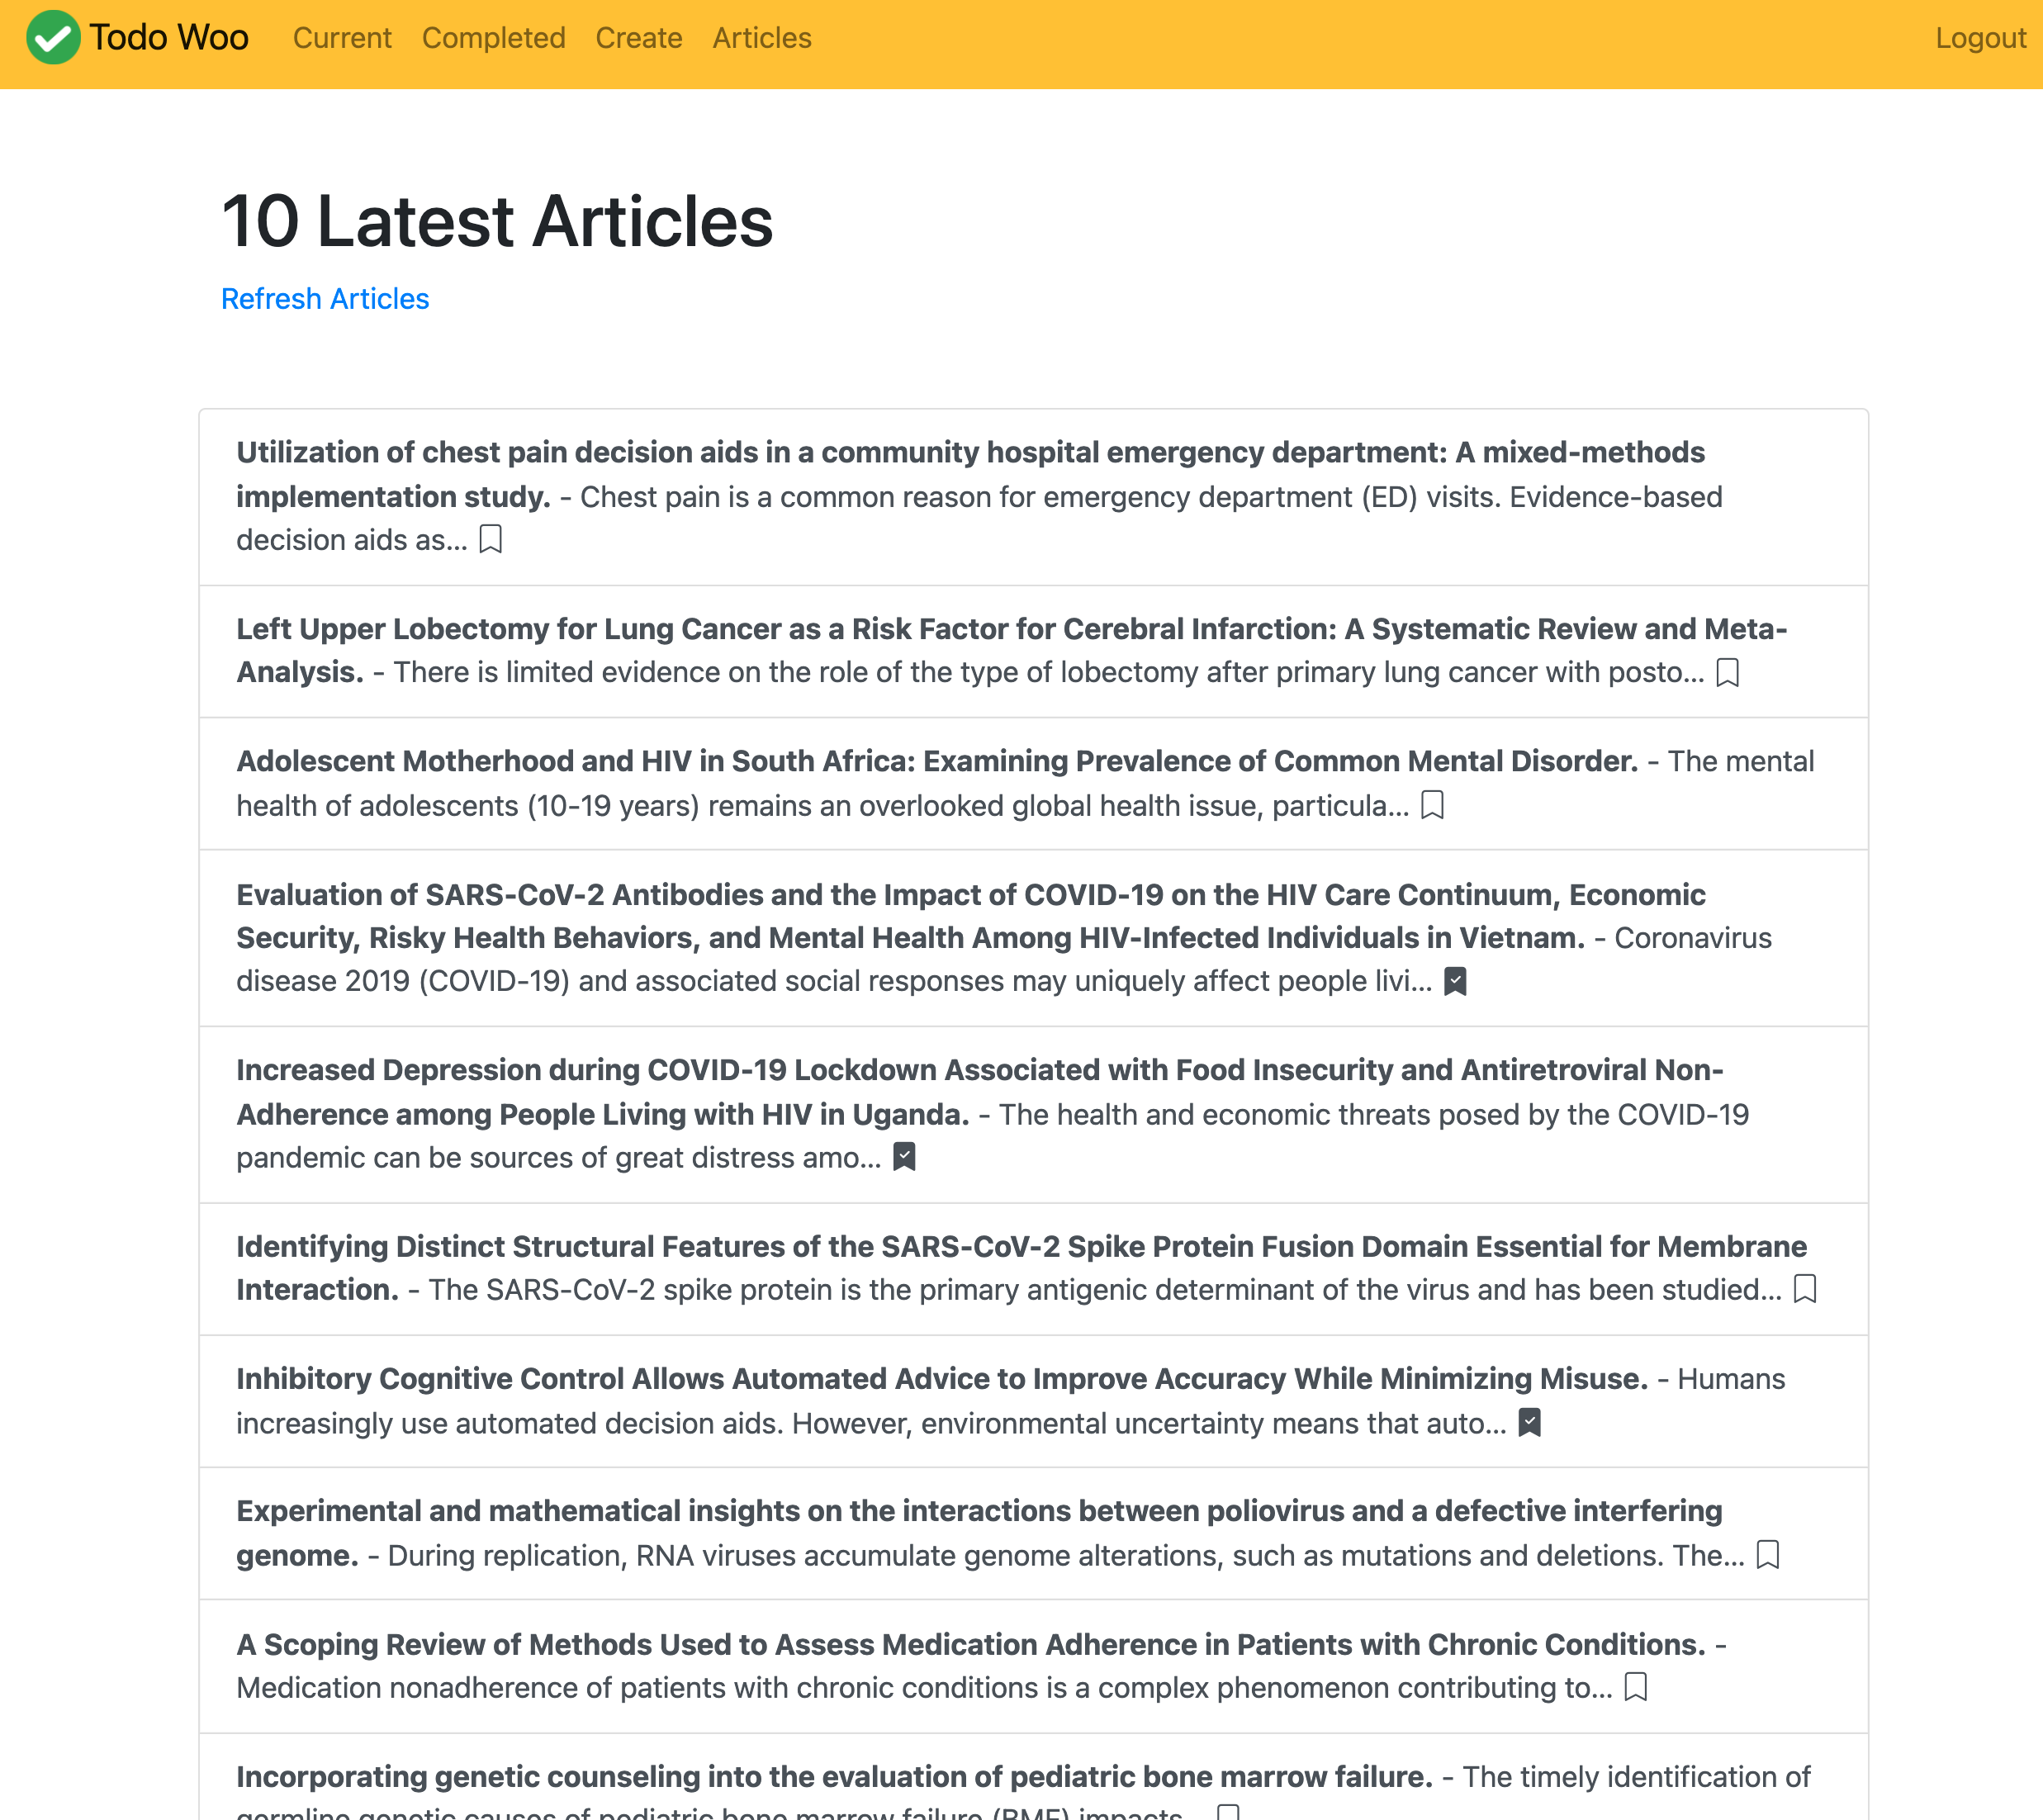 Todo Woo Current Completed Create Articles Logout
10 Latest Articles
Refresh Articles
Utilization of chest pain decision aids in a community hospital emergency department: A mixed-methods
implementation study. - Chest pain is a common reason for emergency department (ED) visits. Evidence-based
decision aids as...
Left Upper Lobectomy for Lung Cancer as a Risk Factor for Cerebral Infarction: A Systematic Review and Meta-
Analysis. - There is limited evidence on the role of the type of lobectomy after primary lung cancer with posto...
Adolescent Motherhood and HIV in South Africa: Examining Prevalence of Common Mental Disorder. - The mental
health of adolescents (10-19 years) remains an overlooked global health issue, particula...
Evaluation of SARS-CoV-2 Antibodies and the Impact of COVID-19 on the HIV Care Continuum, Economic
Security, Risky Health Behaviors, and Mental Health Among HIV-Infected Individuals in Vietnam. - Coronavirus
disease 2019 (COVID-19) and associated social responses may uniquely affect people livi...
Increased Depression during COVID-19 Lockdown Associated with Food Insecurity and Antiretroviral Non-
Adherence among People Living with HIV in Uganda. - The health and economic threats posed by the COVID-19
pandemic can be sources of great distress amo...
Identifying Distinct Structural Features of the SARS-CoV-2 Spike Protein Fusion Domain Essential for Membrane
Interaction. - The SARS-CoV-2 spike protein is the primary antigenic determinant of the virus and has been studied...
Inhibitory Cognitive Control Allows Automated Advice to Improve Accuracy While Minimizing Misuse. - Humans
increasingly use automated decision aids. However, environmental uncertainty means that auto...
Experimental and mathematical insights on the interactions between poliovirus and a defective interfering
genome. - During replication, RNA viruses accumulate genome alterations, such as mutations and deletions. The...
A Scoping Review of Methods Used to Assess Medication Adherence in Patients with Chronic Conditions. -
Medication nonadherence of patients with chronic conditions is a complex phenomenon contributing to...
Incorporating genetic counseling into the evaluation of pediatric bone marrow failure. - The timely identification of
germline genetic causes of pediatric bone marrow failure (BMF) impacts...